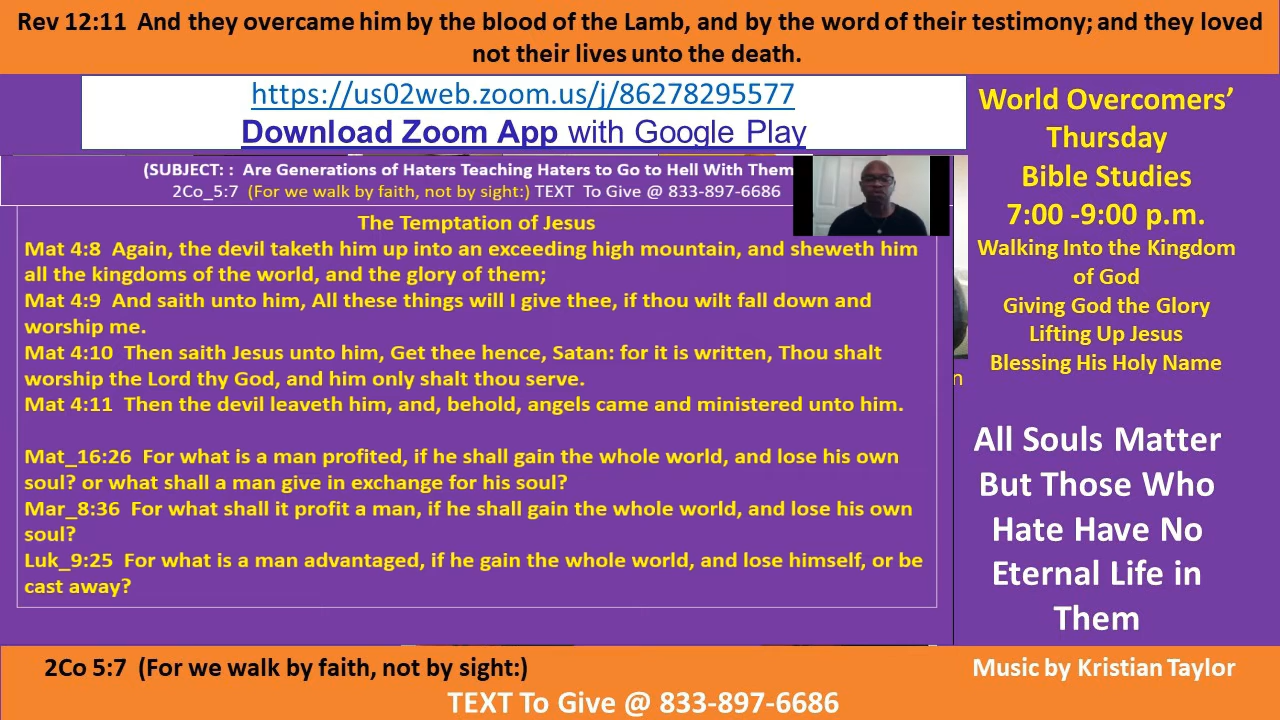 Rev 12:11  And they overcame him by the blood of the Lamb, and by the word of their testimony; and they loved
not their lives unto the death.
https://us02web.zoom.us/j/86278295577
Download Zoom App with Google Play
(SUBJECT: :  Are Generations of Haters Teaching Haters to Go to Hell With Them
2Co_5:7  (For we walk by faith, not by sight:) TEXT  To Give @ 833-897-6686
The Temptation of Jesus
Mat 4:8  Again, the devil taketh him up into an exceeding high mountain, and sheweth him
all the kingdoms of the world, and the glory of them;
Mat 4:9  And saith unto him, All these things will I give thee, if thou wilt fall down and
worship me.
Mat 4:10  Then saith Jesus unto him, Get thee hence, Satan: for it is written, Thou shalt
worship the Lord thy God, and him only shalt thou serve.
Mat 4:11  Then the devil leaveth him, and, behold, angels came and ministered unto him.
Mat_16:26  For what is a man profited, if he shall gain the whole world, and lose his own
soul? or what shall a man give in exchange for his soul?
Mar_8:36  For what shall it profit a man, if he shall gain the whole world, and lose his own
soul?
Luk_9:25  For what is a man advantaged, if he gain the whole world, and lose himself, or be
cast away?
World Overcomers'
Thursday
Bible Studies
7:00 -9:00 p.m.
Walking Into the Kingdom
of God
Giving God the Glory
Lifting Up Jesus
Blessing His Holy Name
All Souls Matter
But Those Who
Hate Have No
Eternal Life in
Them
2Co 5:7  (For we walk by faith, not by sight:)
Music by Kristian Taylor
TEXT To Give @ 833-897-6686